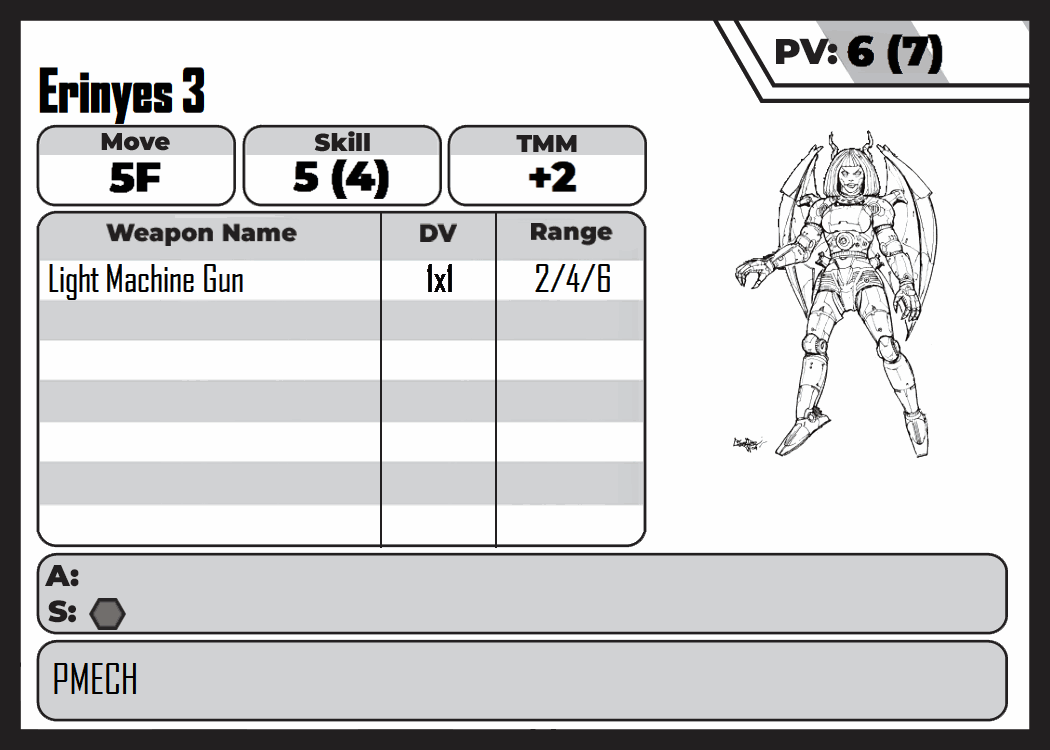 PV: 6 (7)
Erinyes 3
Move Skill TMM
5F 5 (4) +2
Weapon Name DV Range
Light Machine Gun 1x1 2/4/6
A:
S:
PMECH